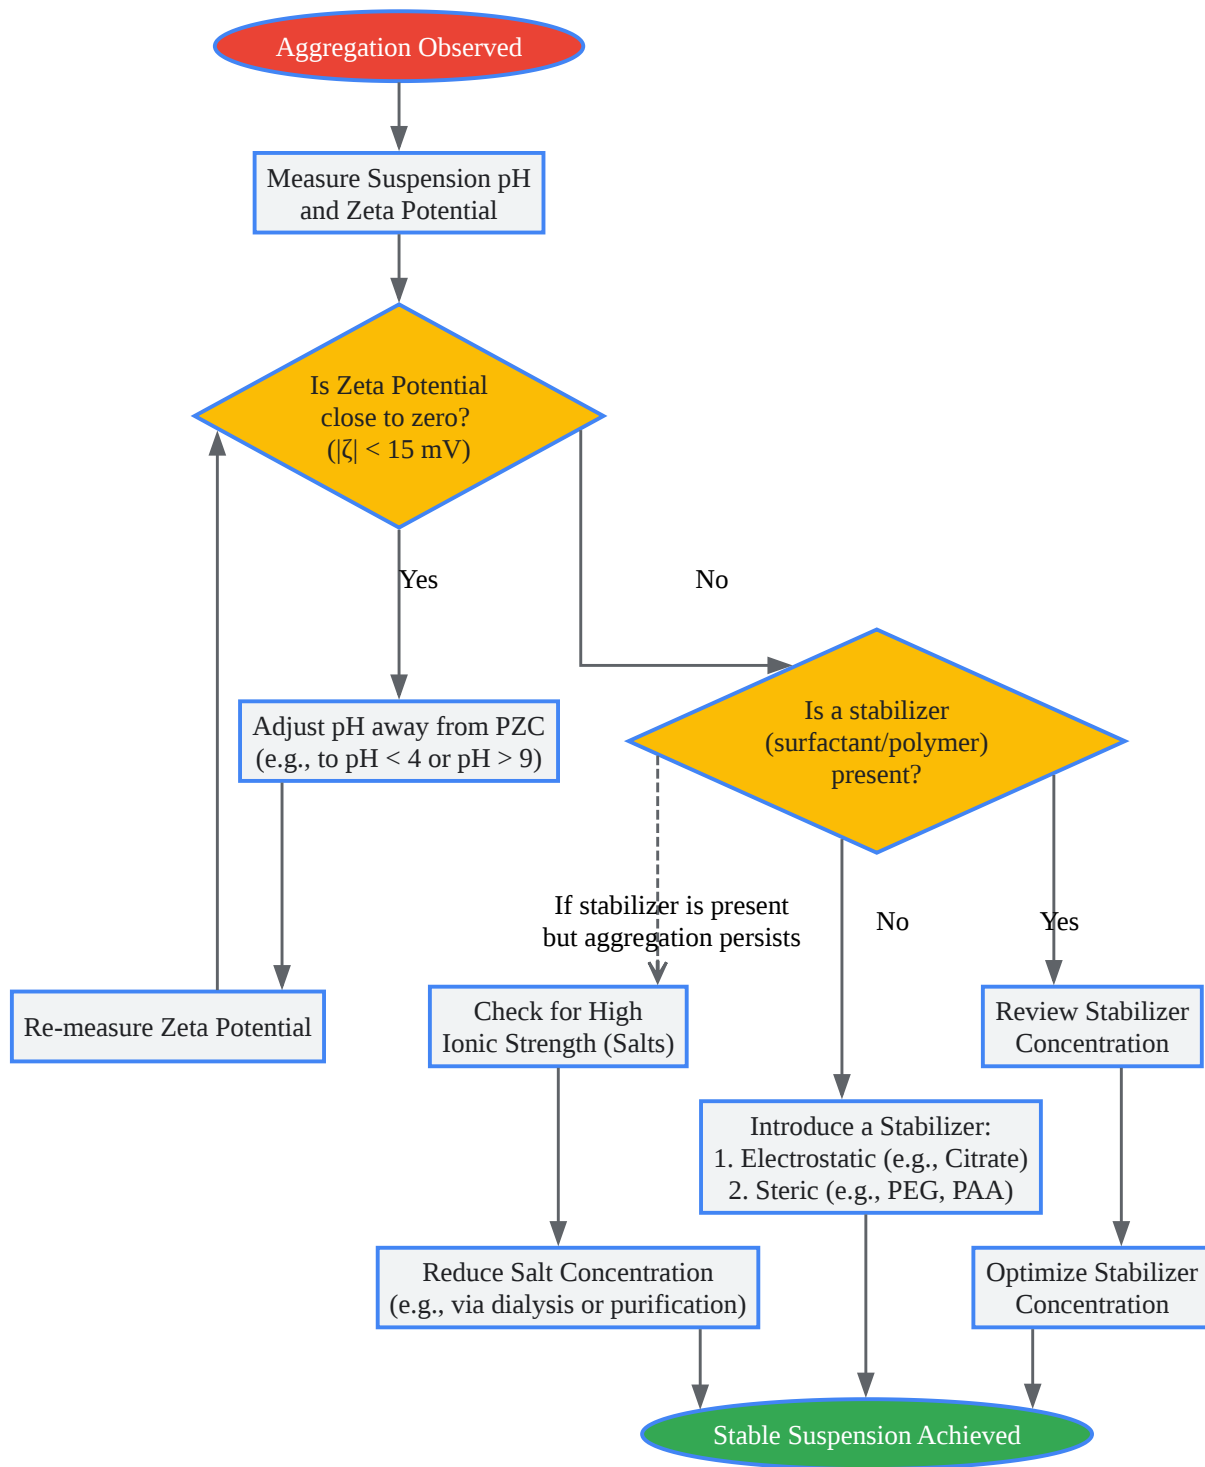 Aggregation Observed
Measure Suspension pH
and Zeta Potential
Is Zeta Potential
close to zero?
(|ζ| < 15 mV)
Yes
No
Adjust pH away from PZC
(e.g., to pH < 4 or pH > 9)
Is a stabilizer
(surfactant/polymer)
present?
If stabilizer is present
but aggregation persists
No
Yes
Re-measure Zeta Potential
Check for High
Ionic Strength (Salts)
Review Stabilizer
Concentration
Introduce a Stabilizer:
1. Electrostatic (e.g., Citrate)
2. Steric (e.g., PEG, PAA)
Reduce Salt Concentration
(e.g., via dialysis or purification)
Optimize Stabilizer
Concentration
Stable Suspension Achieved